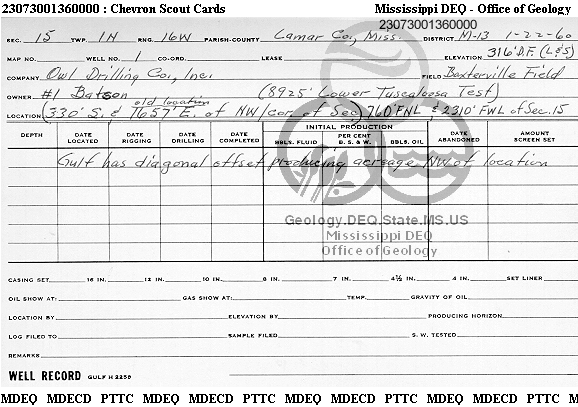 23073001360000 : Chevron Scout Cards Mississippi DEQ - Office of Geology
23073001360000
SEC. 15 TWP. 1N RNG. 16W PARISH-COUNTY Lamar Co., Miss. DISTRICT M-13 1-22-60
MAP NO. WELL NO. 1 CO-ORD. LEASE ELEVATION 316' D.F. (L&S)
COMPANY Owl Drilling Co., Inc. FIELD Baxterville Field
OWNER #1 Batson (8925' Lower Tuscaloosa Test)
old location
LOCATION (330' S. & 1657' E. of NW/cor. of Sec) 760' FNL & 2310' FWL of Sec. 15
INITIAL PRODUCTION
DEPTH DATE LOCATED DATE RIGGING DATE DRILLING DATE COMPLETED BBLS. FLUID PER CENT B. S. & W. BBLS. OIL DATE ABANDONED AMOUNT SCREEN SET
Gulf has diagonal offset producing acreage NW of location
Geology.DEQ.State.MS.US
Mississippi DEQ
Office of Geology
CASING SET 16 IN. 12 IN. 10 IN. 8 IN. 7 IN. 4½ IN. 4 IN. SET LINER
OIL SHOW AT: GAS SHOW AT: TEMP. GRAVITY OF OIL
LOCATION BY ELEVATION BY PRODUCING HORIZON
LOG FILED TO SAMPLE FILED S. W. TESTED
REMARKS
WELL RECORD GULF H 2259
MDEQ MDECD PTTC MDEQ MDECD PTTC MDEQ MDECD PTTC MDEQ MDECD PTTC M